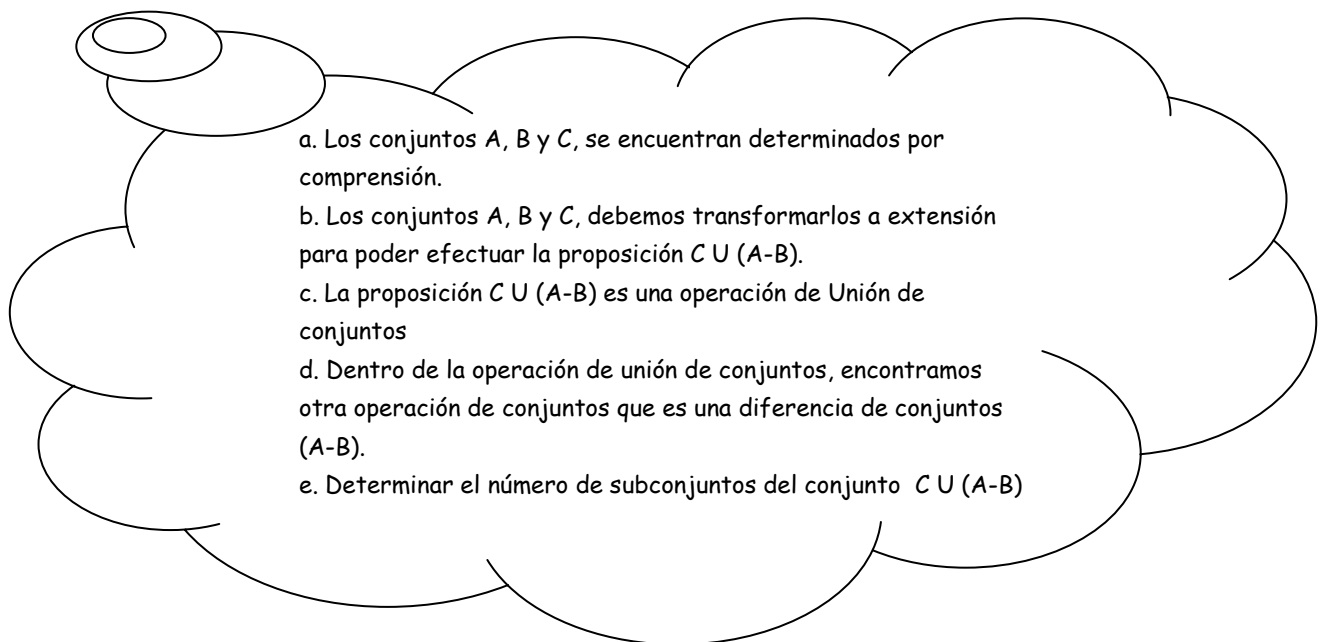 a. Los conjuntos A, B y C, se encuentran determinados por
comprensión.
b. Los conjuntos A, B y C, debemos transformarlos a extensión
para poder efectuar la proposición C U (A-B).
c. La proposición C U (A-B) es una operación de Unión de
conjuntos
d. Dentro de la operación de unión de conjuntos, encontramos
otra operación de conjuntos que es una diferencia de conjuntos
(A-B).
e. Determinar el número de subconjuntos del conjunto C U (A-B)